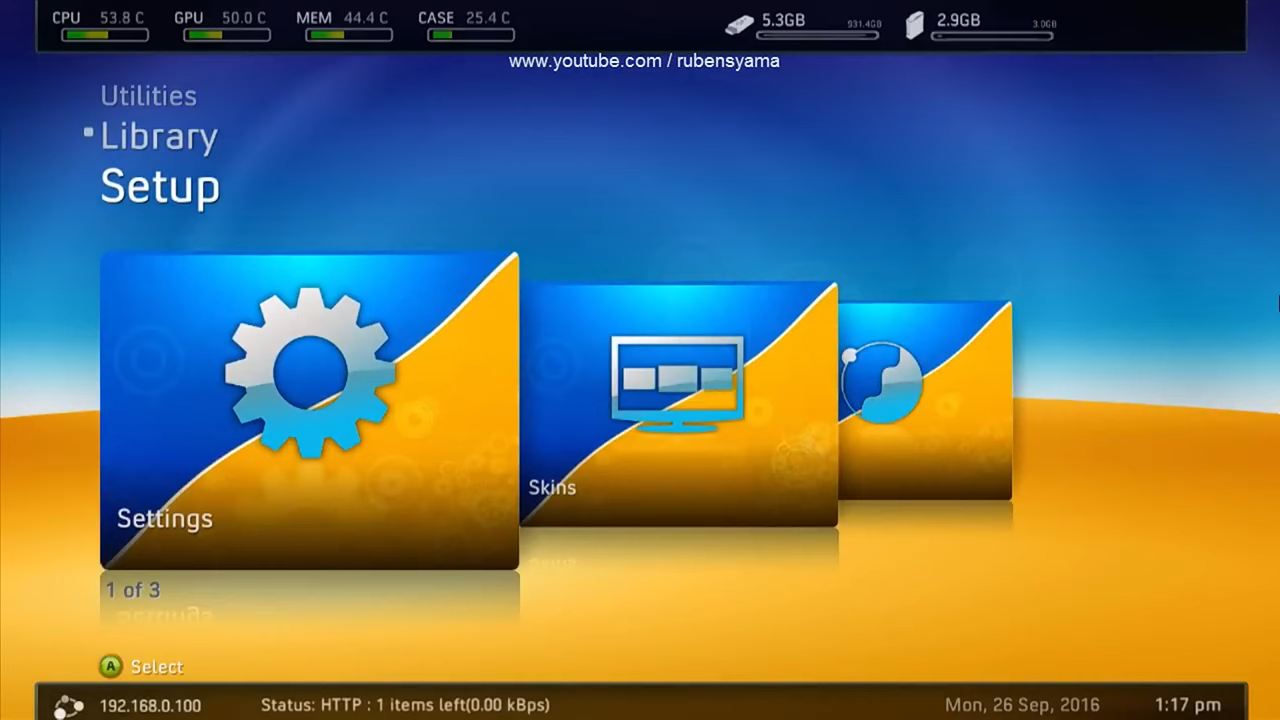 CPU 53.8 C GPU 50.0 C MEM 44.4 C CASE 25.4 C 5.3GB 931.4GB 2.9GB 3.0GB
www.youtube.com / rubensyama
Utilities
Library
Setup
Skins
Settings
1 of 3
A Select
192.168.0.100 Status: HTTP : 1 items left(0.00 kBps) Mon, 26 Sep, 2016 1:17 pm